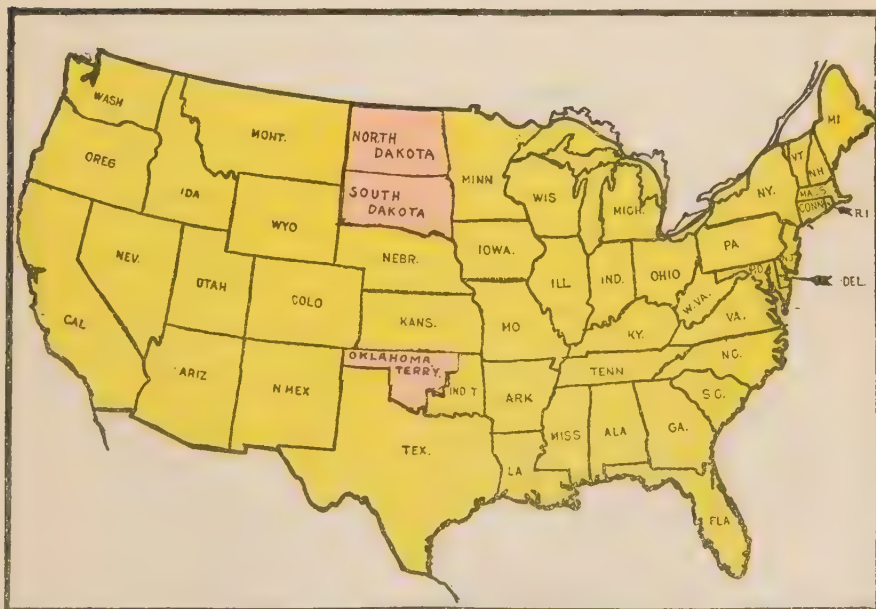 WASH
MONT.
NORTH
DAKOTA
MINN
MI
OREG
IDA
SOUTH
DAKOTA
WIS
MICH.
NY.
VT
NH
MASS
CONN
R.I
WYO
NEBR.
IOWA.
PA
N.J
NEV.
UTAH
COLO
ILL
IND.
OHIO
DEL.
W.VA.
VA.
CAL
KANS.
MO
KY.
ARIZ
N MEX
OKLAHOMA
TERRY.
IND T
ARK
TENN
N.C.
S.C.
TEX.
LA
MISS
ALA
GA.
FLA